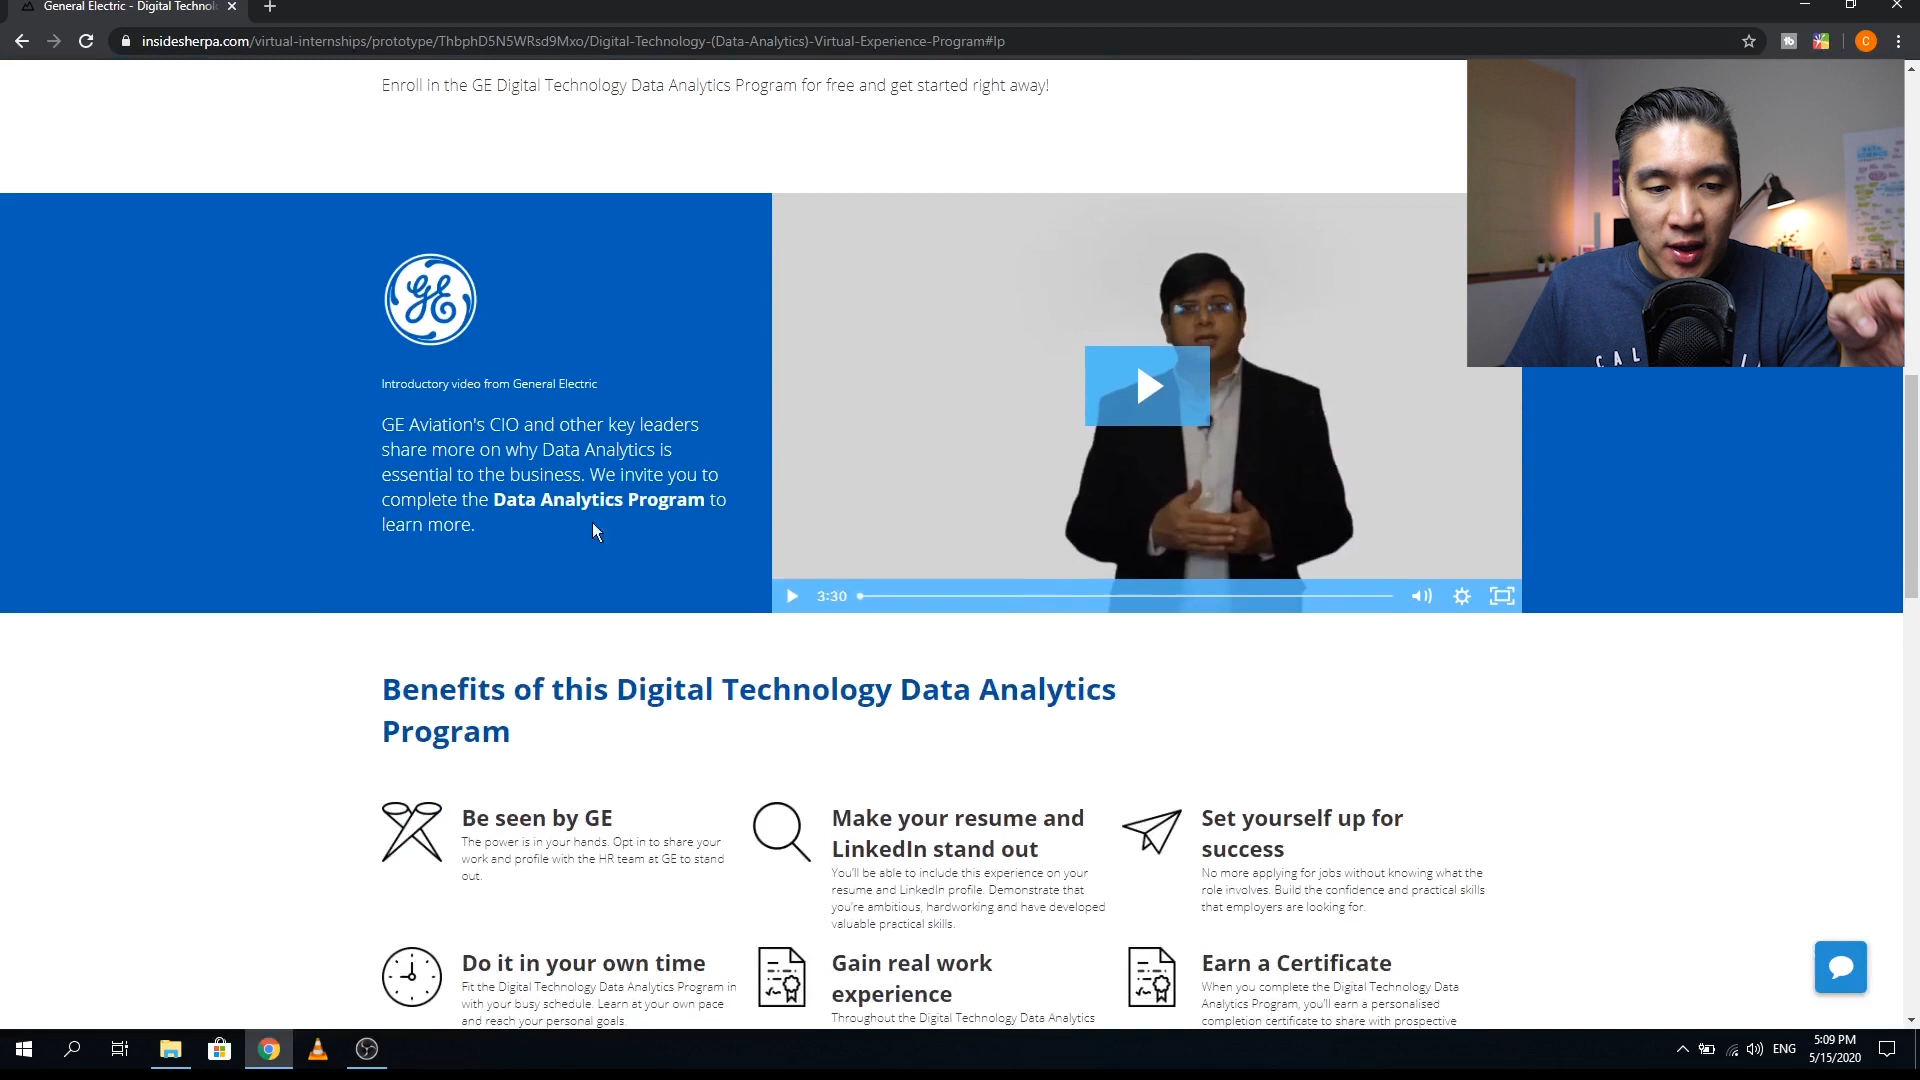 General Electric - Digital Technol
insidesherpa.com/virtual-internships/prototype/ThbphD5N5WRsd9Mxo/Digital-Technology-(Data-Analytics)-Virtual-Experience-Program#lp
Enroll in the GE Digital Technology Data Analytics Program for free and get started right away!
GE
Introductory video from General Electric
GE Aviation's CIO and other key leaders
share more on why Data Analytics is
essential to the business. We invite you to
complete the Data Analytics Program to
learn more.
3:30
Benefits of this Digital Technology Data Analytics
Program
Be seen by GE
The power is in your hands. Opt in to share your
work and profile with the HR team at GE to stand
out.
Make your resume and
LinkedIn stand out
You'll be able to include this experience on your
resume and LinkedIn profile. Demonstrate that
you're ambitious, hardworking and have developed
valuable practical skills.
Set yourself up for
success
No more applying for jobs without knowing what the
role involves. Build the confidence and practical skills
that employers are looking for.
Do it in your own time
Fit the Digital Technology Data Analytics Program in
with your busy schedule. Learn at your own pace
and reach your personal goals.
Gain real work
experience
Throughout the Digital Technology Data Analytics
Earn a Certificate
When you complete the Digital Technology Data
Analytics Program, you'll earn a personalised
completion certificate to share with prospective
ENG
5:09 PM
5/15/2020